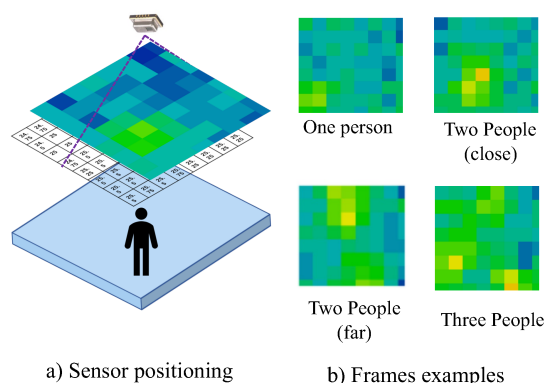 One person
Two People
(close)
Two People
(far)
Three People
a) Sensor positioning
b) Frames examples